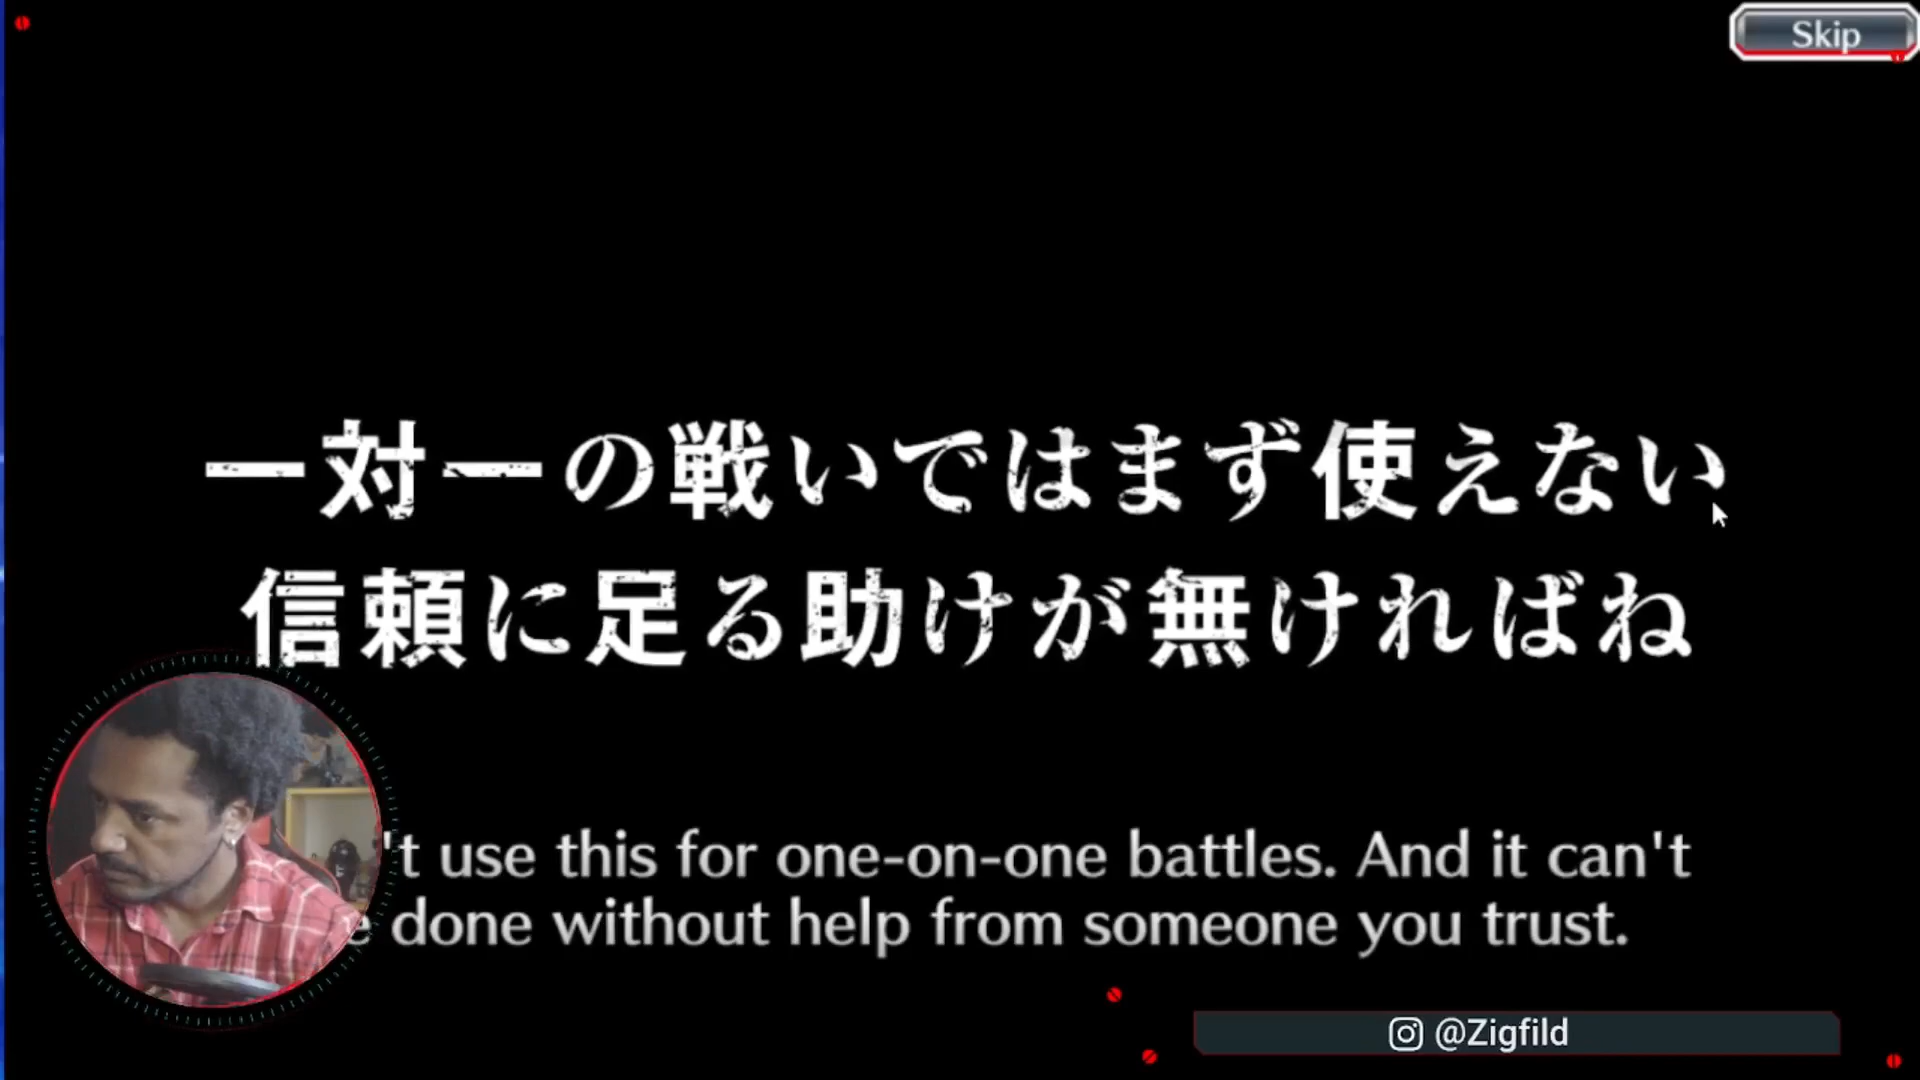 Skip
一対一の戦いではまず使えない
信頼に足る助けが無ければね
't use this for one-on-one battles. And it can't
e done without help from someone you trust.
@Zigfild